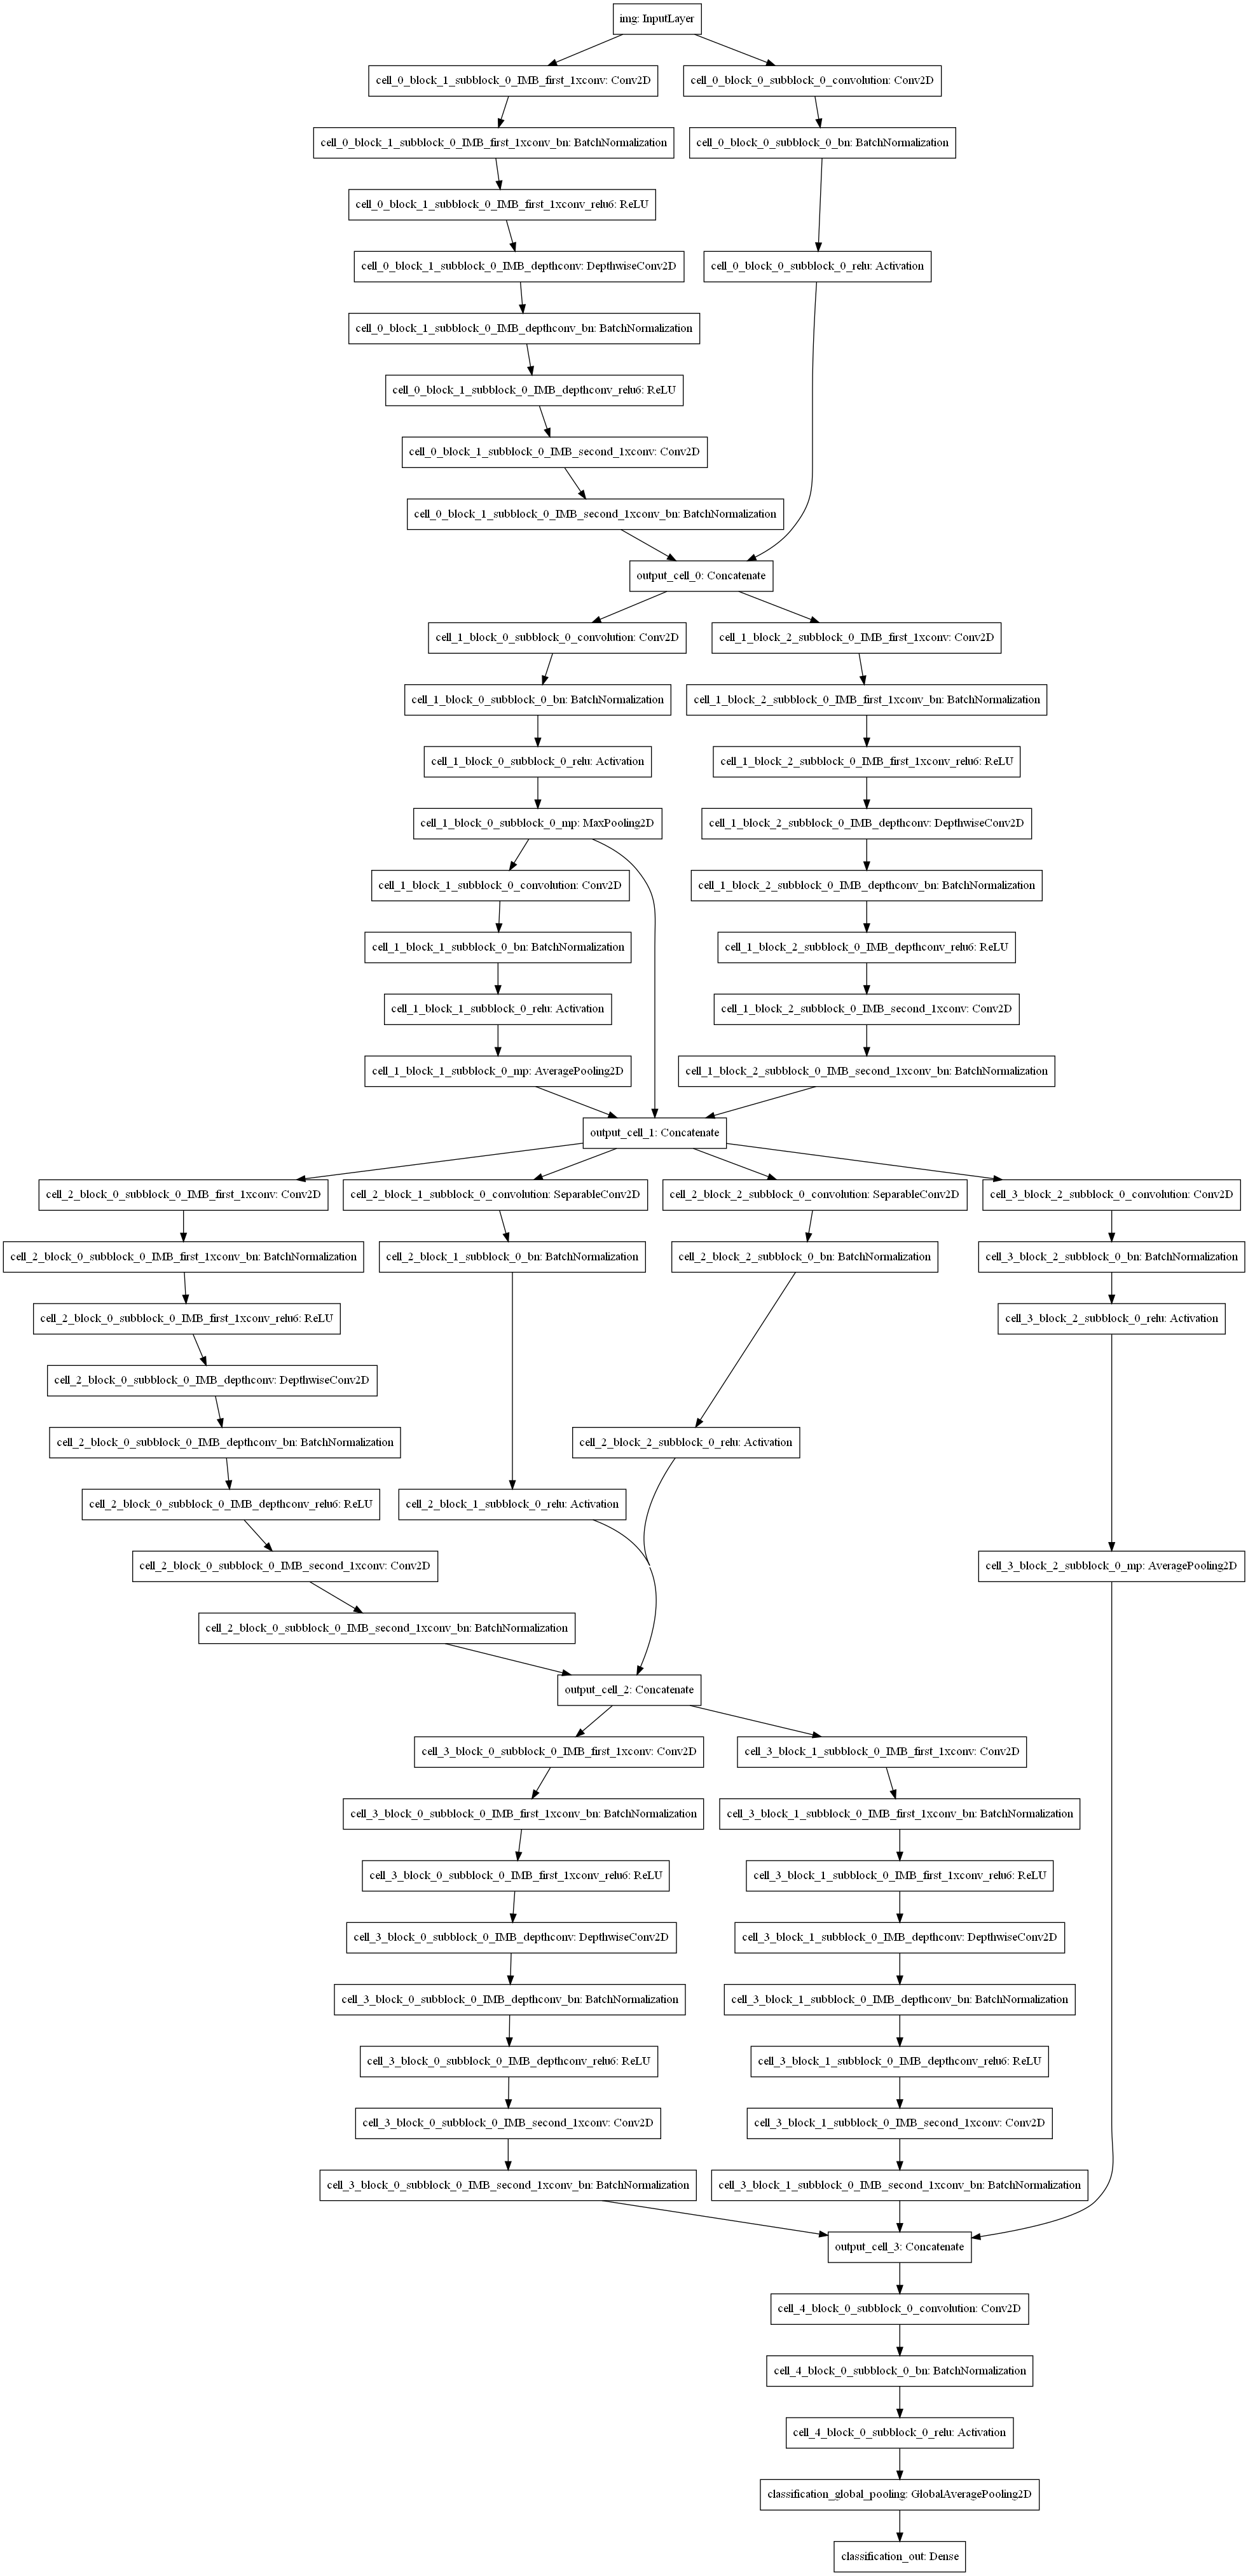 img: InputLayer
cell_0_block_1_subblock_0_IMB_first_1xconv: Conv2D
cell_0_block_0_subblock_0_convolution: Conv2D
cell_0_block_1_subblock_0_IMB_first_1xconv_bn: BatchNormalization
cell_0_block_0_subblock_0_bn: BatchNormalization
cell_0_block_1_subblock_0_IMB_first_1xconv_relu6: ReLU
cell_0_block_1_subblock_0_IMB_depthconv: DepthwiseConv2D
cell_0_block_0_subblock_0_relu: Activation
cell_0_block_1_subblock_0_IMB_depthconv_bn: BatchNormalization
cell_0_block_1_subblock_0_IMB_depthconv_relu6: ReLU
cell_0_block_1_subblock_0_IMB_second_1xconv: Conv2D
cell_0_block_1_subblock_0_IMB_second_1xconv_bn: BatchNormalization
output_cell_0: Concatenate
cell_1_block_0_subblock_0_convolution: Conv2D
cell_1_block_2_subblock_0_IMB_first_1xconv: Conv2D
cell_1_block_0_subblock_0_bn: BatchNormalization
cell_1_block_2_subblock_0_IMB_first_1xconv_bn: BatchNormalization
cell_1_block_0_subblock_0_relu: Activation
cell_1_block_2_subblock_0_IMB_first_1xconv_relu6: ReLU
cell_1_block_0_subblock_0_mp: MaxPooling2D
cell_1_block_2_subblock_0_IMB_depthconv: DepthwiseConv2D
cell_1_block_1_subblock_0_convolution: Conv2D
cell_1_block_2_subblock_0_IMB_depthconv_bn: BatchNormalization
cell_1_block_1_subblock_0_bn: BatchNormalization
cell_1_block_2_subblock_0_IMB_depthconv_relu6: ReLU
cell_1_block_1_subblock_0_relu: Activation
cell_1_block_2_subblock_0_IMB_second_1xconv: Conv2D
cell_1_block_1_subblock_0_mp: AveragePooling2D
cell_1_block_2_subblock_0_IMB_second_1xconv_bn: BatchNormalization
output_cell_1: Concatenate
cell_2_block_0_subblock_0_IMB_first_1xconv: Conv2D
cell_2_block_1_subblock_0_convolution: SeparableConv2D
cell_2_block_2_subblock_0_convolution: SeparableConv2D
cell_3_block_2_subblock_0_convolution: Conv2D
cell_2_block_0_subblock_0_IMB_first_1xconv_bn: BatchNormalization
cell_2_block_1_subblock_0_bn: BatchNormalization
cell_2_block_2_subblock_0_bn: BatchNormalization
cell_3_block_2_subblock_0_bn: BatchNormalization
cell_2_block_0_subblock_0_IMB_first_1xconv_relu6: ReLU
cell_3_block_2_subblock_0_relu: Activation
cell_2_block_0_subblock_0_IMB_depthconv: DepthwiseConv2D
cell_2_block_0_subblock_0_IMB_depthconv_bn: BatchNormalization
cell_2_block_2_subblock_0_relu: Activation
cell_2_block_0_subblock_0_IMB_depthconv_relu6: ReLU
cell_2_block_1_subblock_0_relu: Activation
cell_2_block_0_subblock_0_IMB_second_1xconv: Conv2D
cell_3_block_2_subblock_0_mp: AveragePooling2D
cell_2_block_0_subblock_0_IMB_second_1xconv_bn: BatchNormalization
output_cell_2: Concatenate
cell_3_block_0_subblock_0_IMB_first_1xconv: Conv2D
cell_3_block_1_subblock_0_IMB_first_1xconv: Conv2D
cell_3_block_0_subblock_0_IMB_first_1xconv_bn: BatchNormalization
cell_3_block_1_subblock_0_IMB_first_1xconv_bn: BatchNormalization
cell_3_block_0_subblock_0_IMB_first_1xconv_relu6: ReLU
cell_3_block_1_subblock_0_IMB_first_1xconv_relu6: ReLU
cell_3_block_0_subblock_0_IMB_depthconv: DepthwiseConv2D
cell_3_block_1_subblock_0_IMB_depthconv: DepthwiseConv2D
cell_3_block_0_subblock_0_IMB_depthconv_bn: BatchNormalization
cell_3_block_1_subblock_0_IMB_depthconv_bn: BatchNormalization
cell_3_block_0_subblock_0_IMB_depthconv_relu6: ReLU
cell_3_block_1_subblock_0_IMB_depthconv_relu6: ReLU
cell_3_block_0_subblock_0_IMB_second_1xconv: Conv2D
cell_3_block_1_subblock_0_IMB_second_1xconv: Conv2D
cell_3_block_0_subblock_0_IMB_second_1xconv_bn: BatchNormalization
cell_3_block_1_subblock_0_IMB_second_1xconv_bn: BatchNormalization
output_cell_3: Concatenate
cell_4_block_0_subblock_0_convolution: Conv2D
cell_4_block_0_subblock_0_bn: BatchNormalization
cell_4_block_0_subblock_0_relu: Activation
classification_global_pooling: GlobalAveragePooling2D
classification_out: Dense